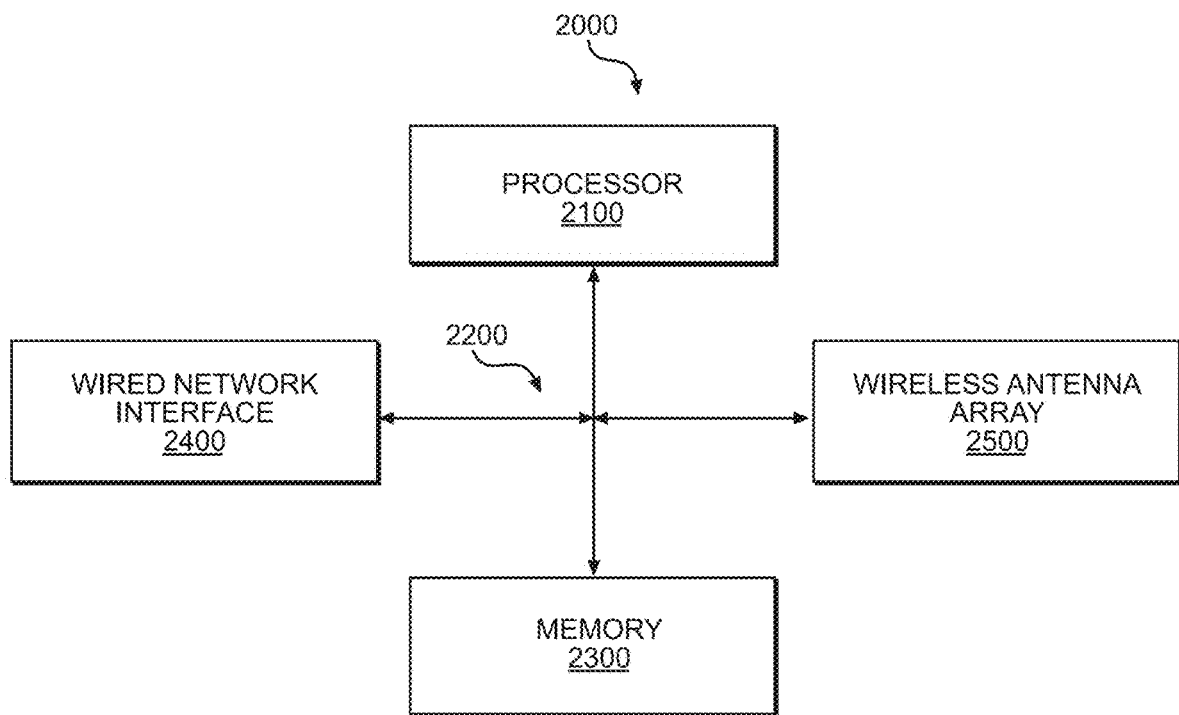 2000
PROCESSOR
2100
2200
WIRED NETWORK
INTERFACE
2400
WIRELESS ANTENNA
ARRAY
2500
MEMORY
2300